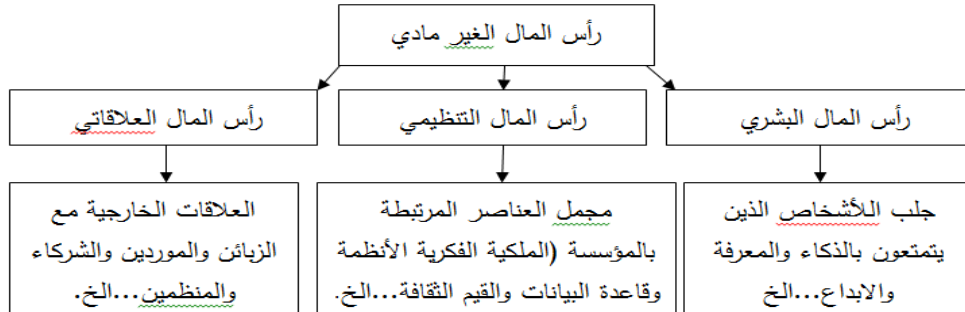 رأس المال الغير مادي
رأس المال البشري
رأس المال التنظيمي
رأس المال العلاقاتي
جلب اللأشخاص الذين
يتمتعون بالذكاء والمعرفة
والابداع...الخ
مجمل العناصر المرتبطة
بالمؤسسة (الملكية الفكرية الأنظمة
وقاعدة البيانات والقيم الثقافة...الخ.
العلاقات الخارجية مع
الزبائن والموردين والشركاء
والمنظمين...الخ.